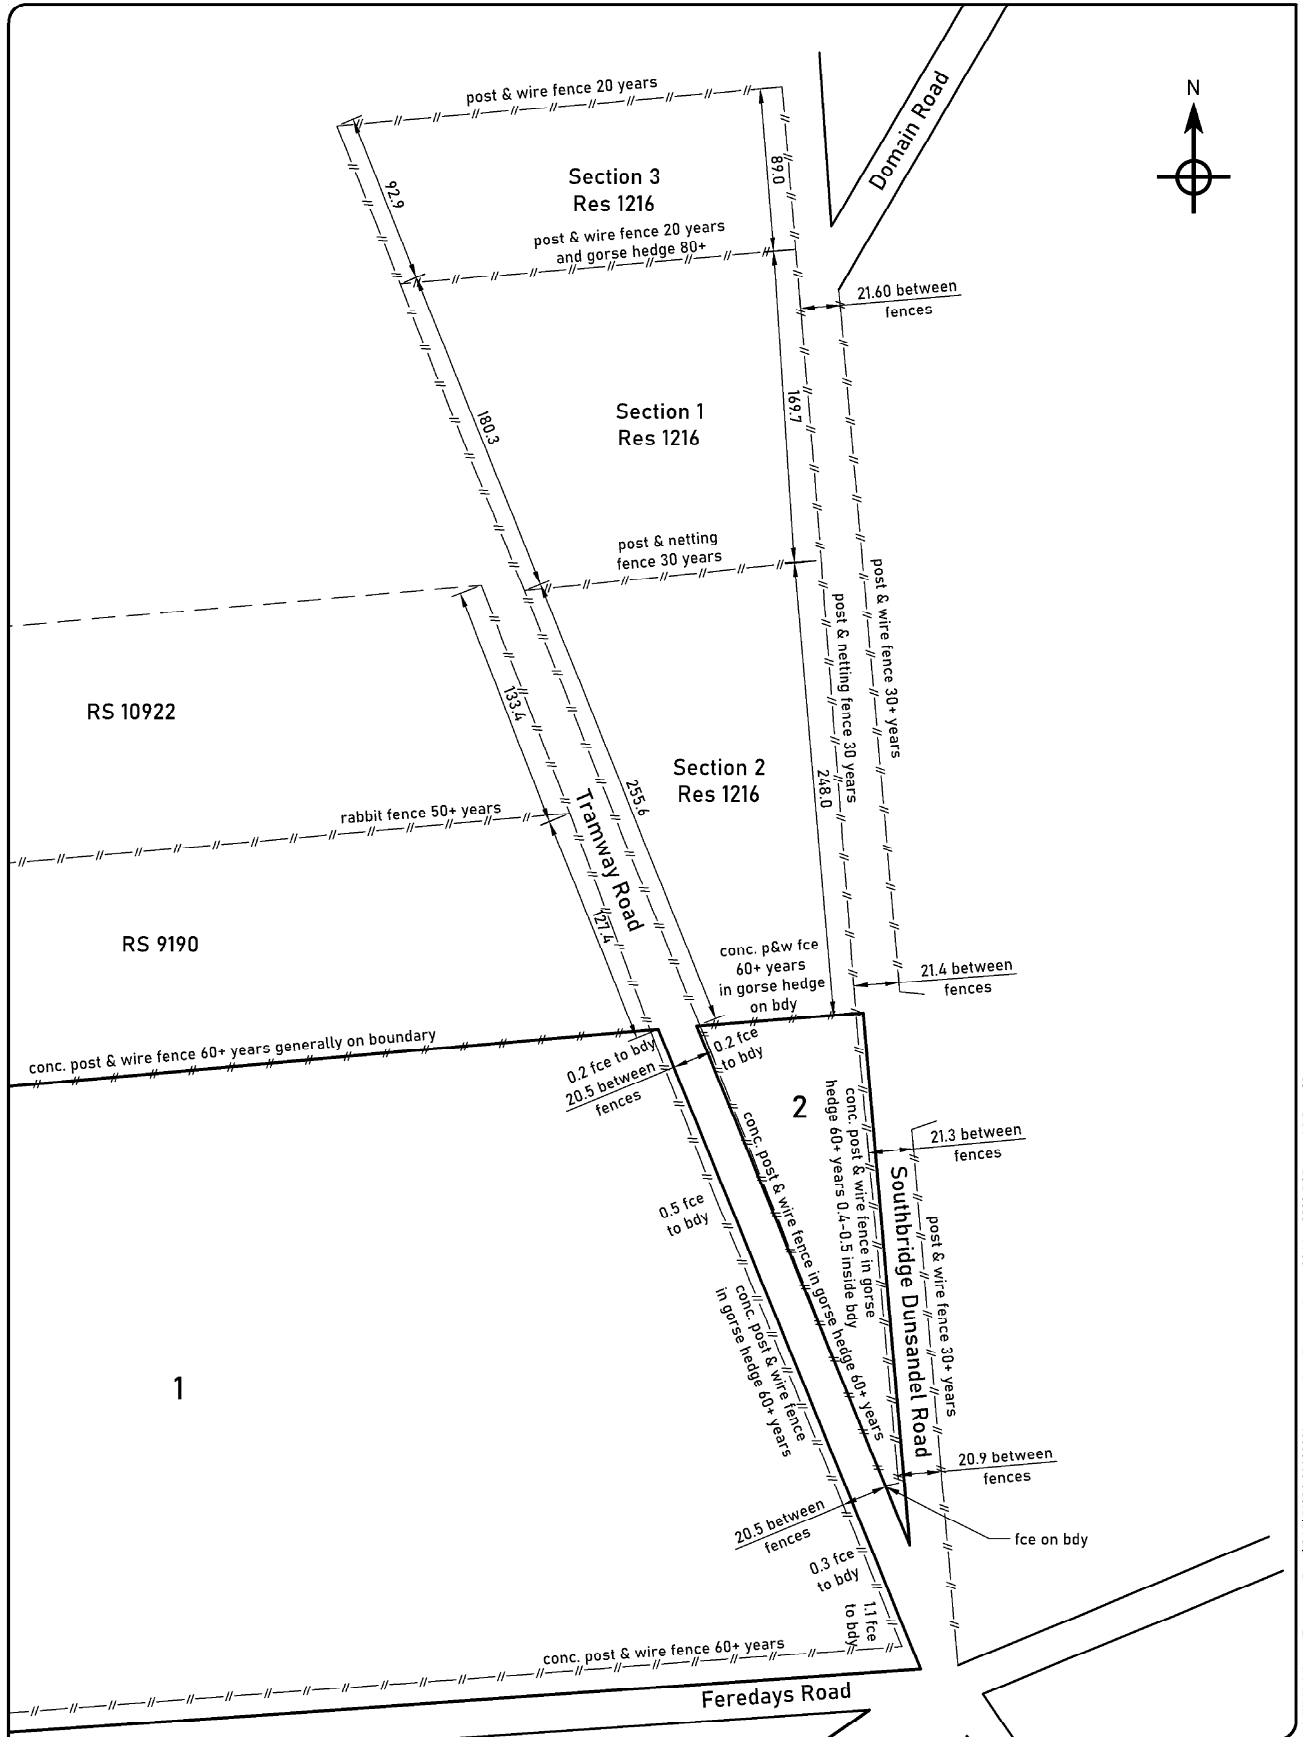 post & wire fence 20 years
Domain Road
N
92.9
89.0
Section 3
Res 1216
post & wire fence 20 years
and gorse hedge 80+
21.60 between
fences
180.3
Section 1
Res 1216
169.7
post & netting
fence 30 years
post & netting fence 30 years
post & wire fence 30+ years
RS 10922
133.4
Section 2
Res 1216
255.6
248.0
rabbit fence 50+ years
Tramway Road
RS 9190
127.4
conc. p&w fce
60+ years
in gorse hedge
on bdy
21.4 between
fences
conc. post & wire fence 60+ years generally on boundary
0.2 fce to bdy
20.5 between
fences
0.2 fce
to bdy
2
conc. post & wire fence in gorse
hedge 60+ years 0.4-0.5 inside bdy
21.3 between
fences
0.5 fce
to bdy
conc. post & wire fence in gorse hedge 60+ years
Southbridge Dunsandel Road
post & wire fence 30+ years
conc. post & wire fence
in gorse hedge 60+ years
1
20.9 between
fences
20.5 between
fences
fce on bdy
0.3 fce
to bdy
1.1 fce
to bdy
conc. post & wire fence 60+ years
Feredays Road